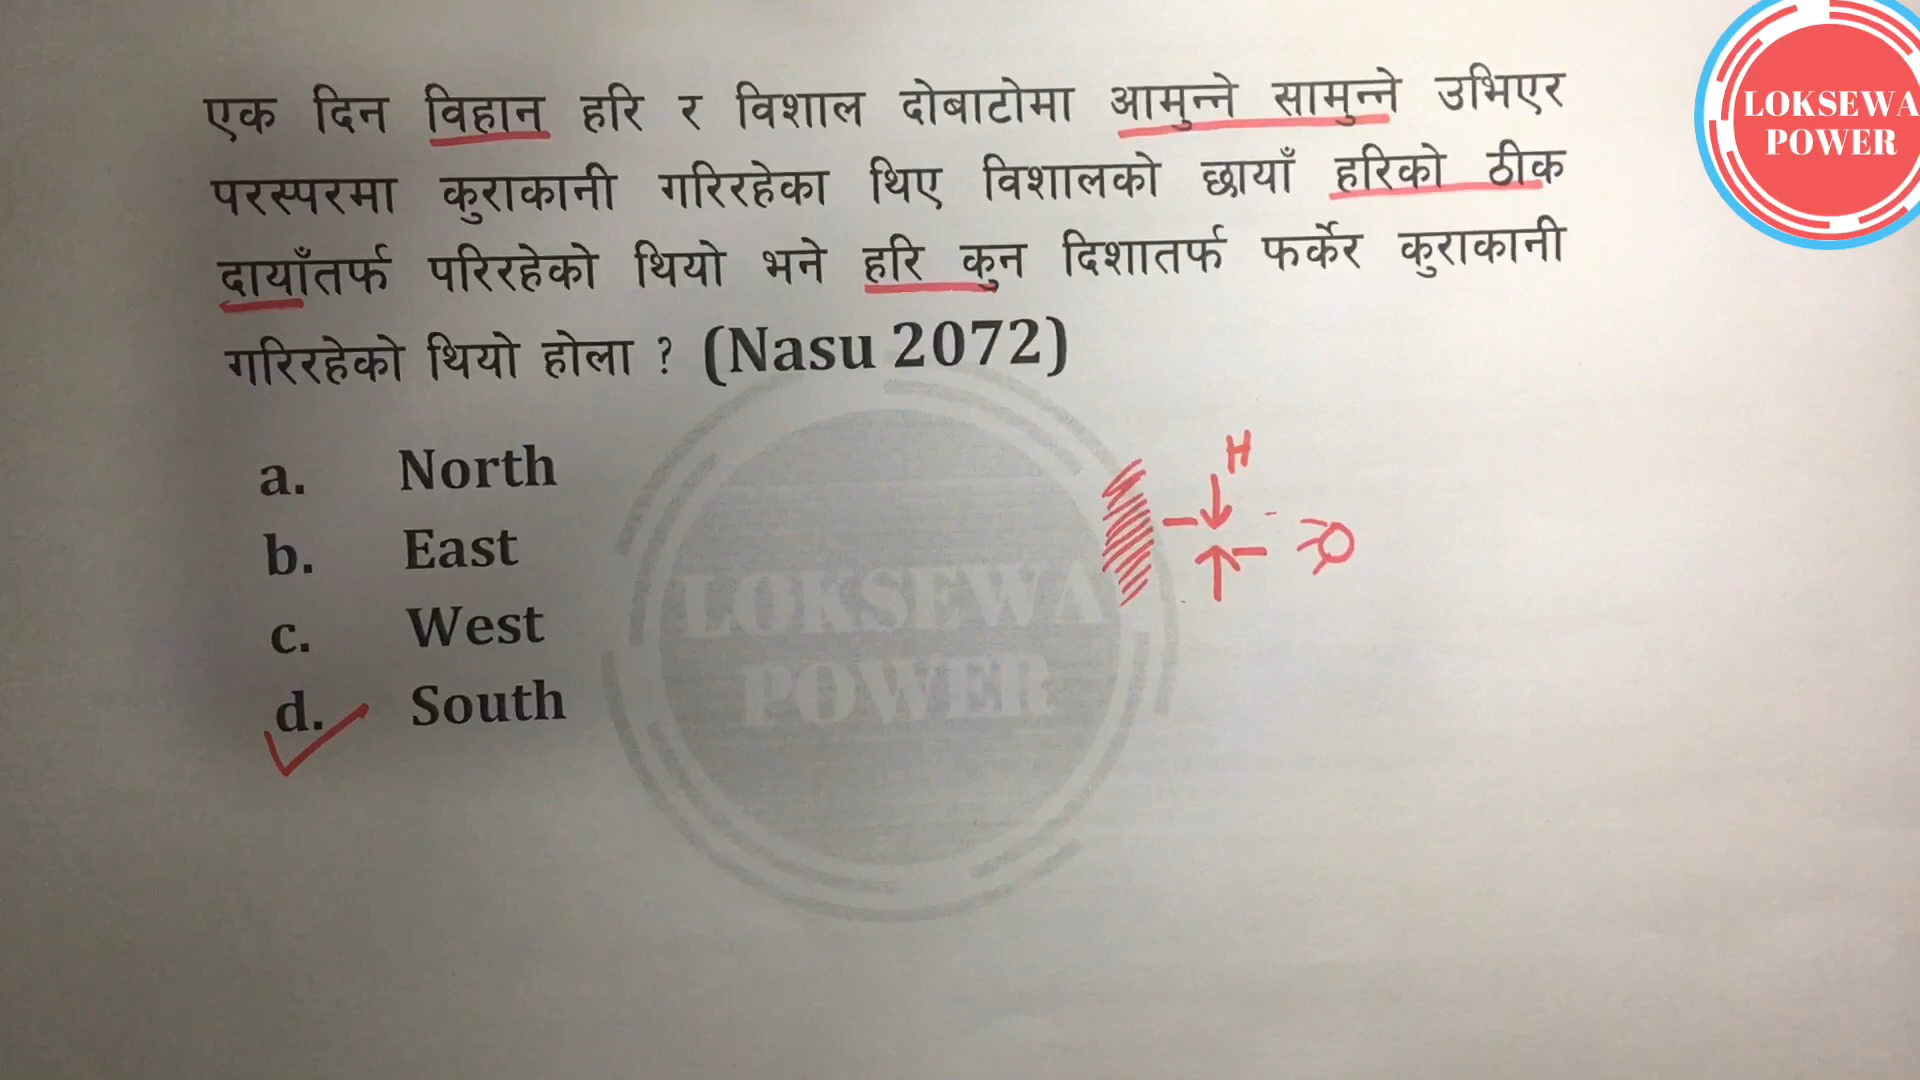 एक दिन विहान हरि र विशाल दोबाटोमा आमुन्ने सामुन्ने उभिएर
परस्परमा कुराकानी गरिरहेका थिए विशालको छायाँ हरिको ठीक
दायाँतर्फ परिरहेको थियो भने हरि कुन दिशातर्फ फर्केर कुराकानी
गरिरहेको थियो होला ? (Nasu 2072)
a. North
b. East
c. West
d. South
H
LOKSEWA
POWER
LOKSEWA
POWER